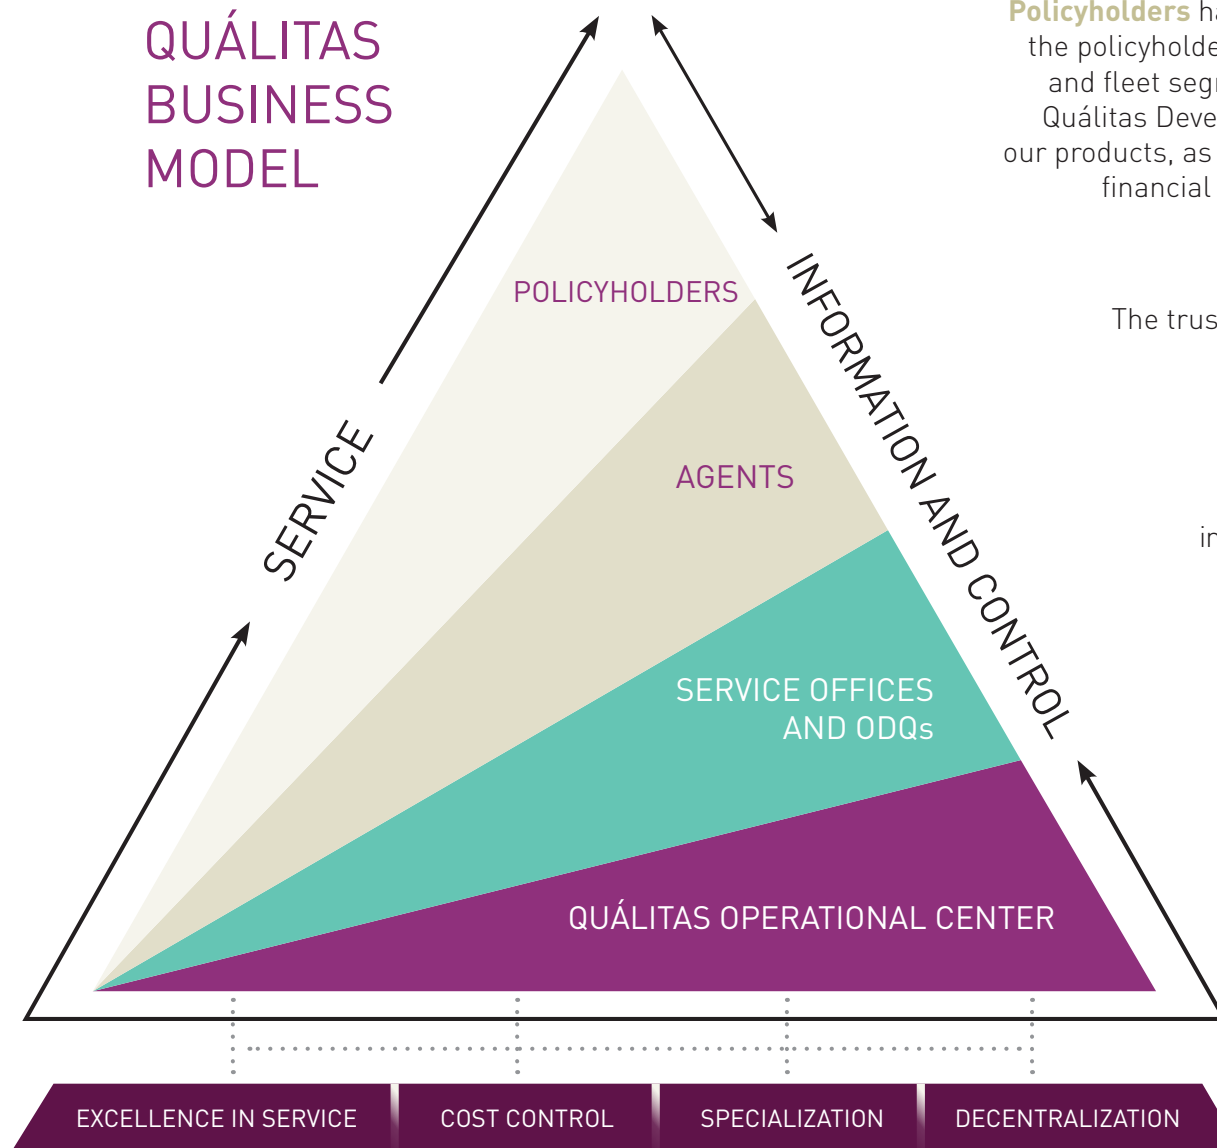 QUÁLITAS
BUSINESS
MODEL
Policyholders
the policyholde
and fleet seg
Quálitas Deve
our products, as
financial
The trus
POLICYHOLDERS
AGENTS
SERVICE OFFICES
AND ODQs
QUÁLITAS OPERATIONAL CENTER
SERVICE
INFORMATION AND CONTROL
EXCELLENCE IN SERVICE
COST CONTROL
SPECIALIZATION
DECENTRALIZATION